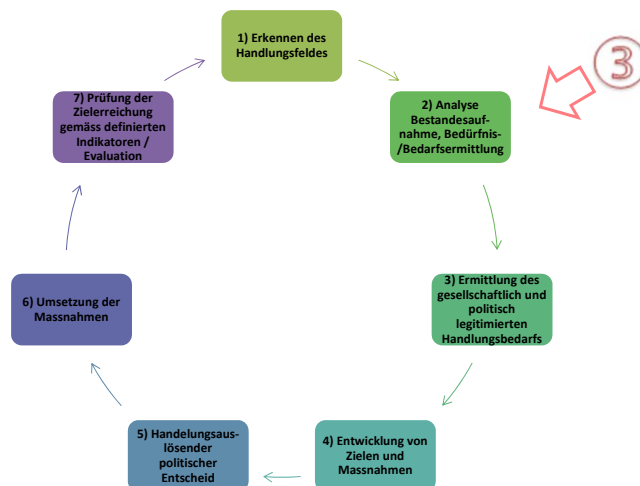 1) Erkennen des
Handlungsfeldes
③
2) Analyse
Bestandesauf-
nahme, Bedürfnis-
/Bedarfsermittlung
3) Ermittlung des
gesellschaftlich und
politisch
legitimierten
Handlungsbedarfs
4) Entwicklung von
Zielen und
Massnahmen
5) Handelungsaus-
lösender
politischer
Entscheid
6) Umsetzung der
Massnahmen
7) Prüfung der
Zielerreichung
gemäss definierten
Indikatoren /
Evaluation